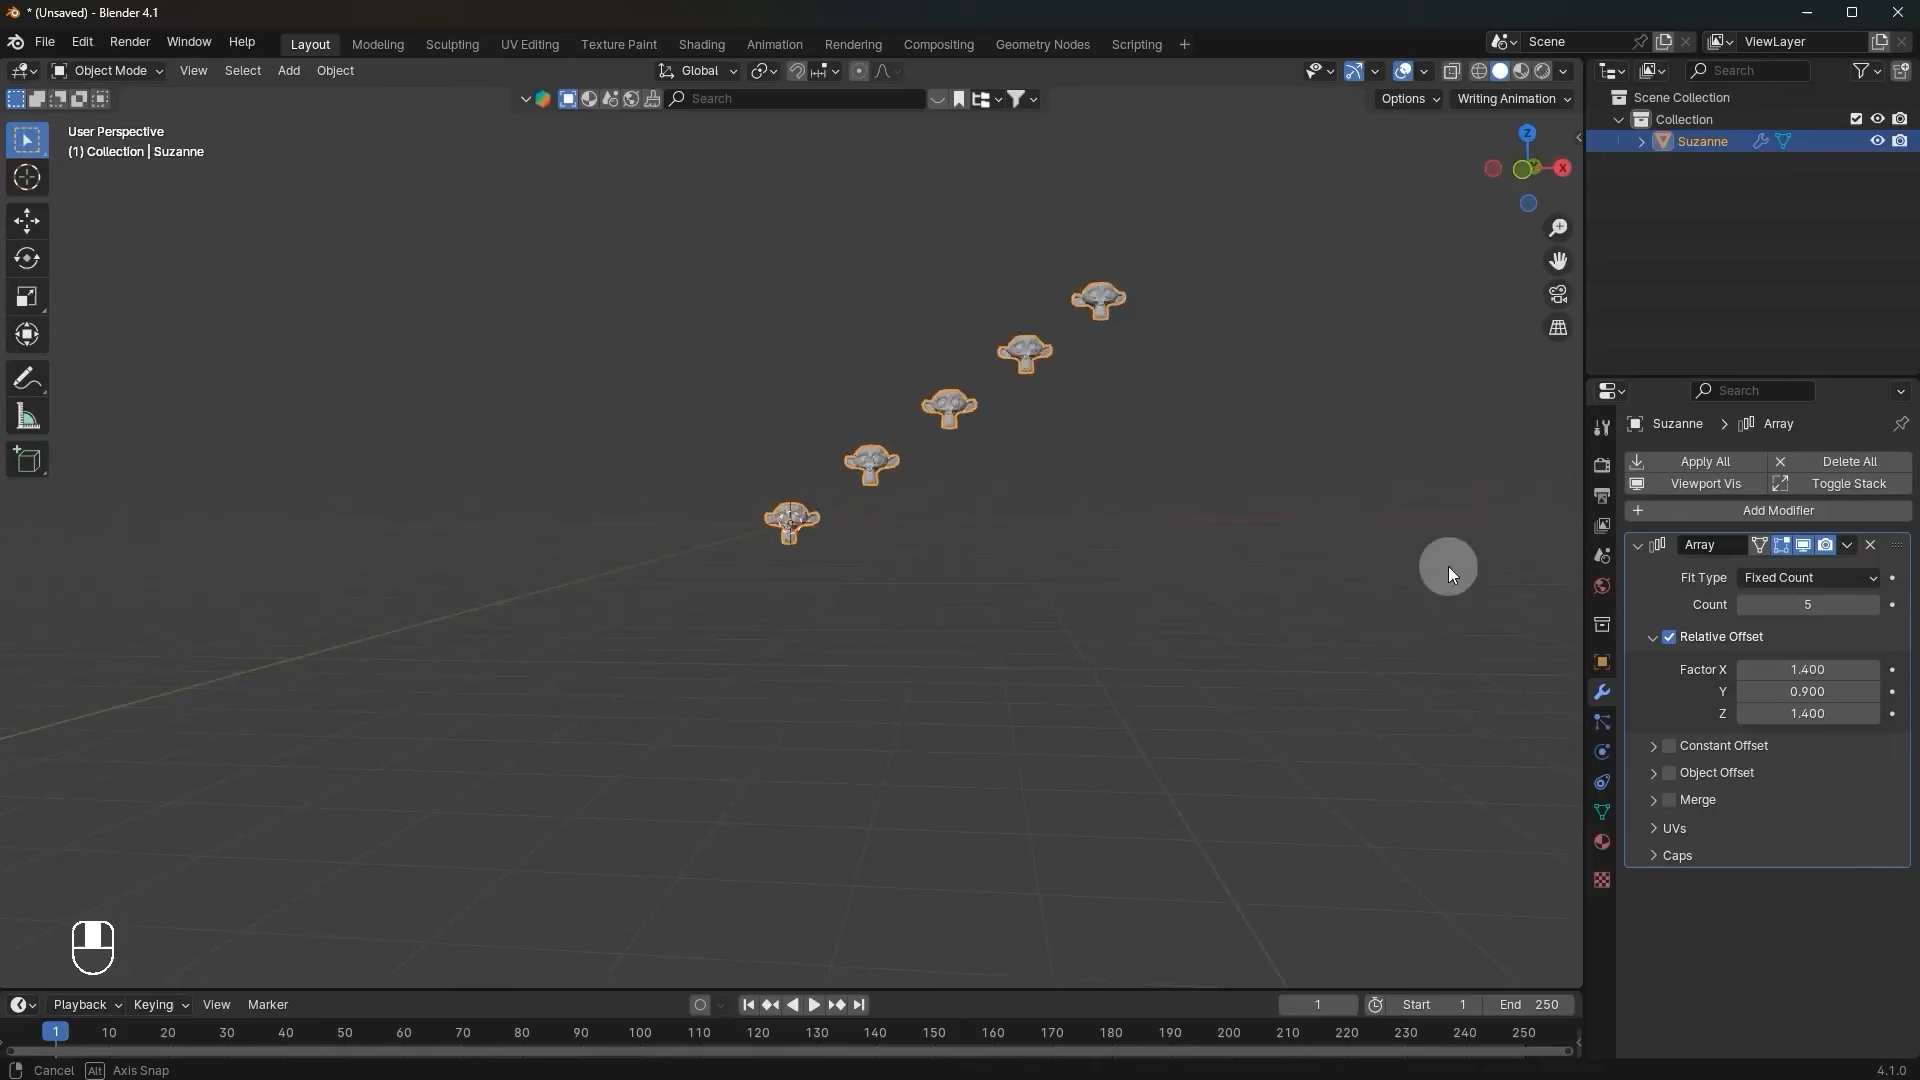 * (Unsaved) - Blender 4.1
File Edit Render Window Help
Layout Modeling Sculpting UV Editing Texture Paint Shading Animation Rendering Compositing Geometry Nodes Scripting +
Scene
ViewLayer
Object Mode View Select Add Object
Global
Search
Search
Options
Writing Animation
User Perspective
(1) Collection | Suzanne
Z
X
Scene Collection
Collection
Suzanne
Search
Suzanne > Array
Apply All
Delete All
Viewport Vis
Toggle Stack
Add Modifier
Array
Fit Type Fixed Count
Count 5
Relative Offset
Factor X 1.400
Y 0.900
Z 1.400
Constant Offset
Object Offset
Merge
UVs
Caps
Playback Keying View Marker
1
Start 1
End 250
1 10 20 30 40 50 60 70 80 90 100 110 120 130 140 150 160 170 180 190 200 210 220 230 240 250
Cancel Alt Axis Snap
4.1.0